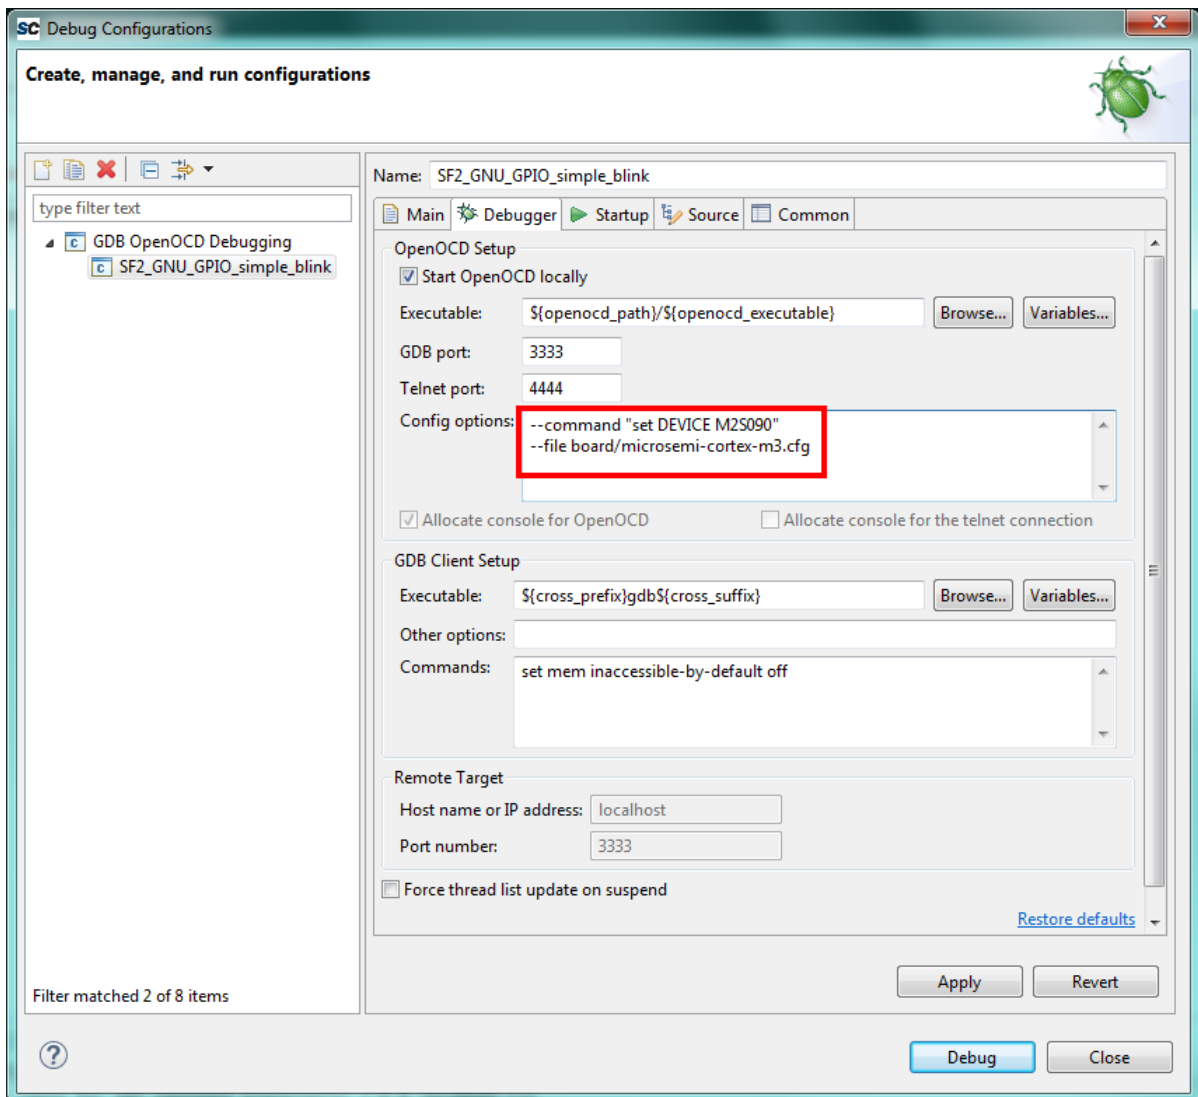 SC Debug Configurations
Create, manage, and run configurations
type filter text
GDB OpenOCD Debugging
SF2_GNU_GPIO_simple_blink
Filter matched 2 of 8 items
Name: SF2_GNU_GPIO_simple_blink
Main Debugger Startup Source Common
OpenOCD Setup
Start OpenOCD locally
Executable: ${openocd_path}/${openocd_executable} Browse... Variables...
GDB port: 3333
Telnet port: 4444
Config options: --command "set DEVICE M2S090"
--file board/microsemi-cortex-m3.cfg
Allocate console for OpenOCD Allocate console for the telnet connection
GDB Client Setup
Executable: ${cross_prefix}gdb${cross_suffix} Browse... Variables...
Other options:
Commands: set mem inaccessible-by-default off
Remote Target
Host name or IP address: localhost
Port number: 3333
Force thread list update on suspend
Restore defaults
Apply Revert
Debug Close